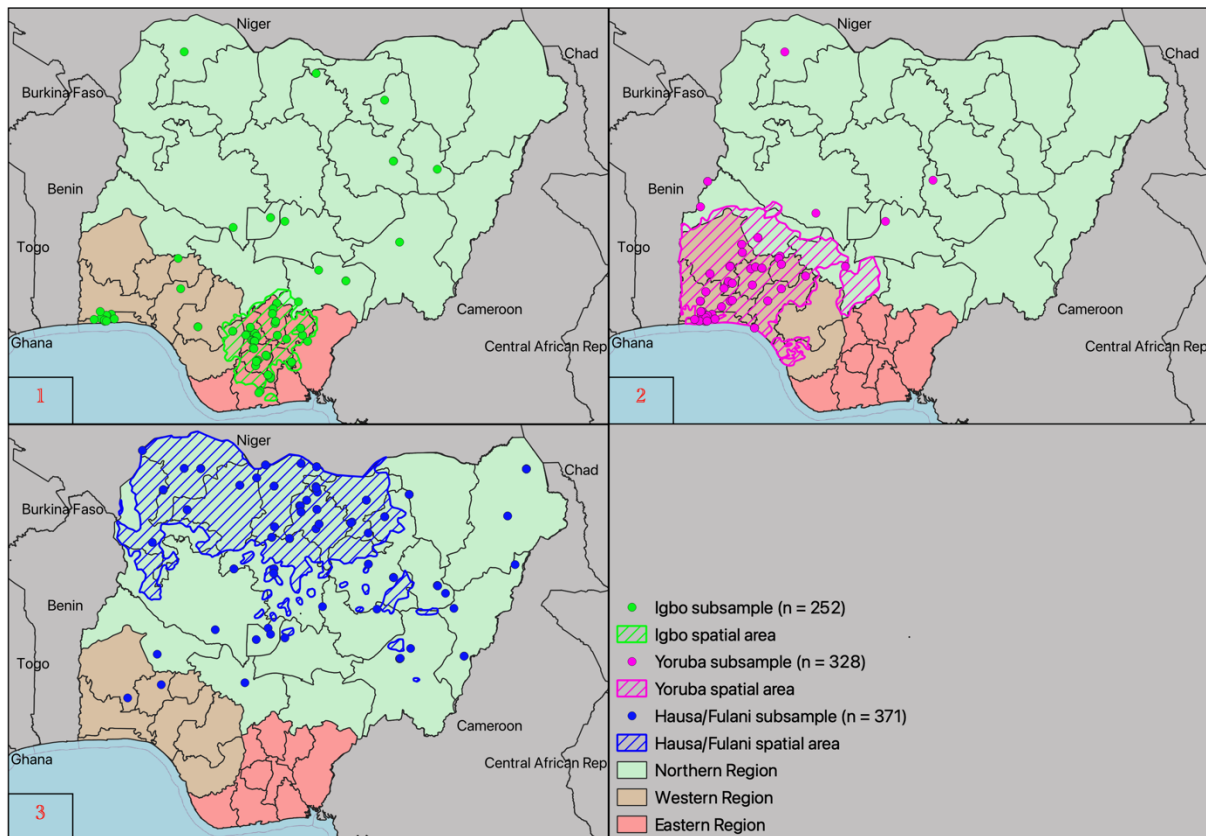 Niger
Chad
Burkina Faso
Benin
Togo
Cameroon
Ghana
Central African Rep
1
Niger
Chad
Burkina Faso
Benin
Togo
Cameroon
Ghana
Central African Rep
2
Niger
Chad
Burkina Faso
Benin
Togo
Cameroon
Ghana
Central African Rep
3
Igbo subsample (n = 252)
Igbo spatial area
Yoruba subsample (n = 328)
Yoruba spatial area
Hausa/Fulani subsample (n = 371)
Hausa/Fulani spatial area
Northern Region
Western Region
Eastern Region